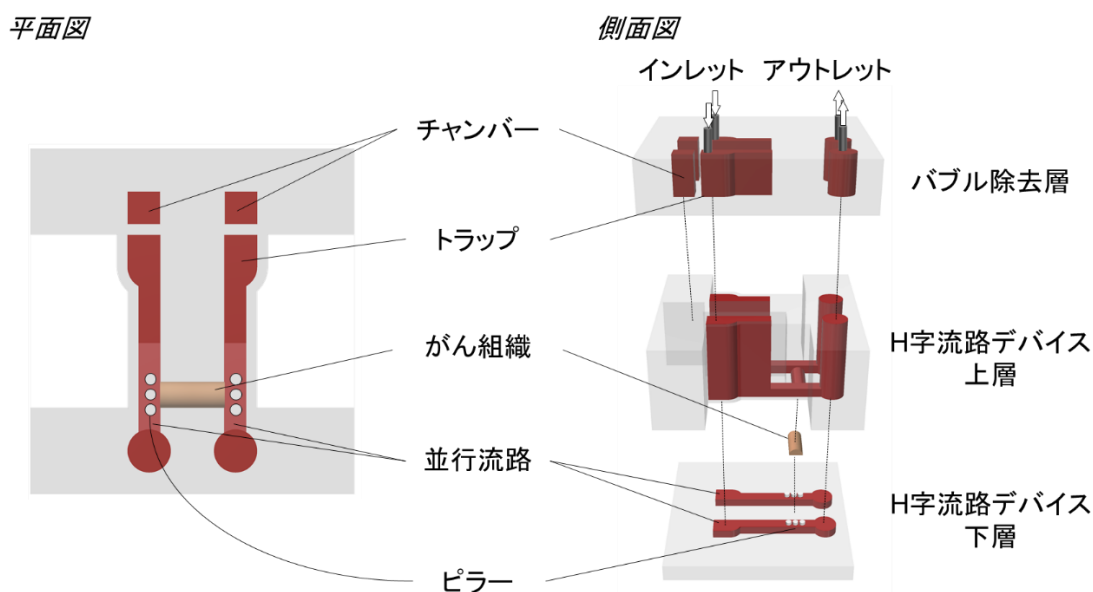 平面図
側面図
インレット
アウトレット
チャンバー
バブル除去層
トラップ
がん組織
H字流路デバイス
上層
並行流路
H字流路デバイス
下層
ピラー